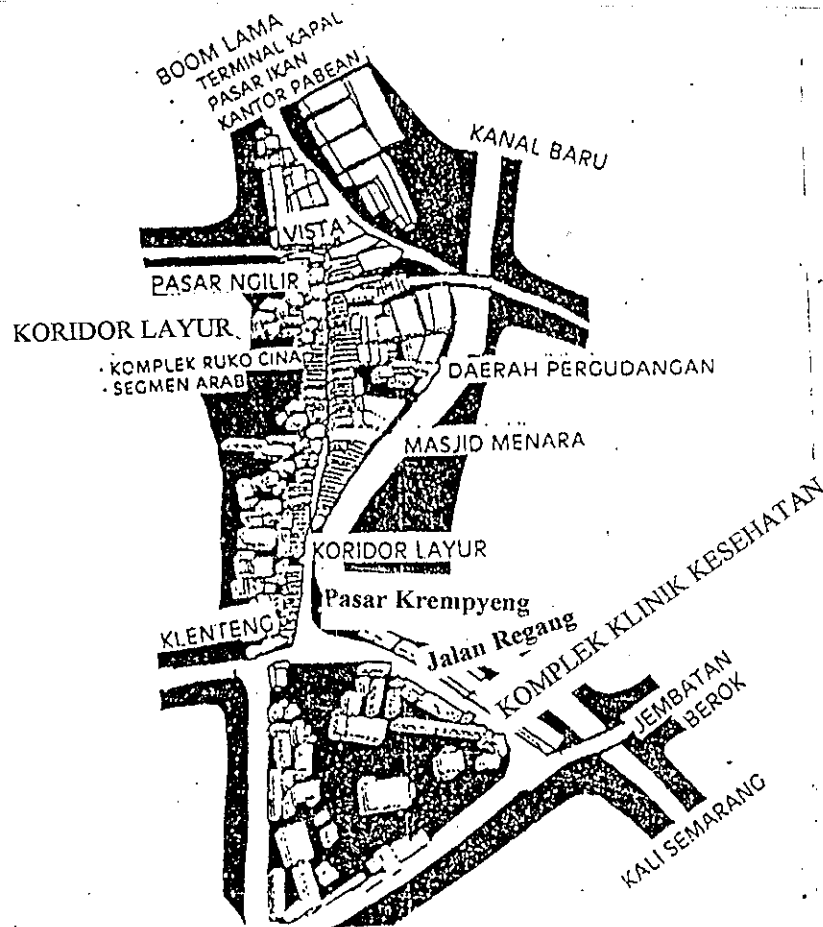 BOOM LAMA
TERMINAL KAPAL
PASAR IKAN
KANTOR PABEAN
KANAL BARU
VISTA
PASAR NGILIR
KORIDOR LAYUR
· KOMPLEK RUKO CINA
· SEGMEN ARAB
DAERAH PERGUDANGAN
MASJID MENARA
KORIDOR LAYUR
Pasar Krempyeng
KLENTENG
Jalan Regang
KOMPLEK KLINIK KESEHATAN
JEMBATAN
BEROK
KALI SEMARANG